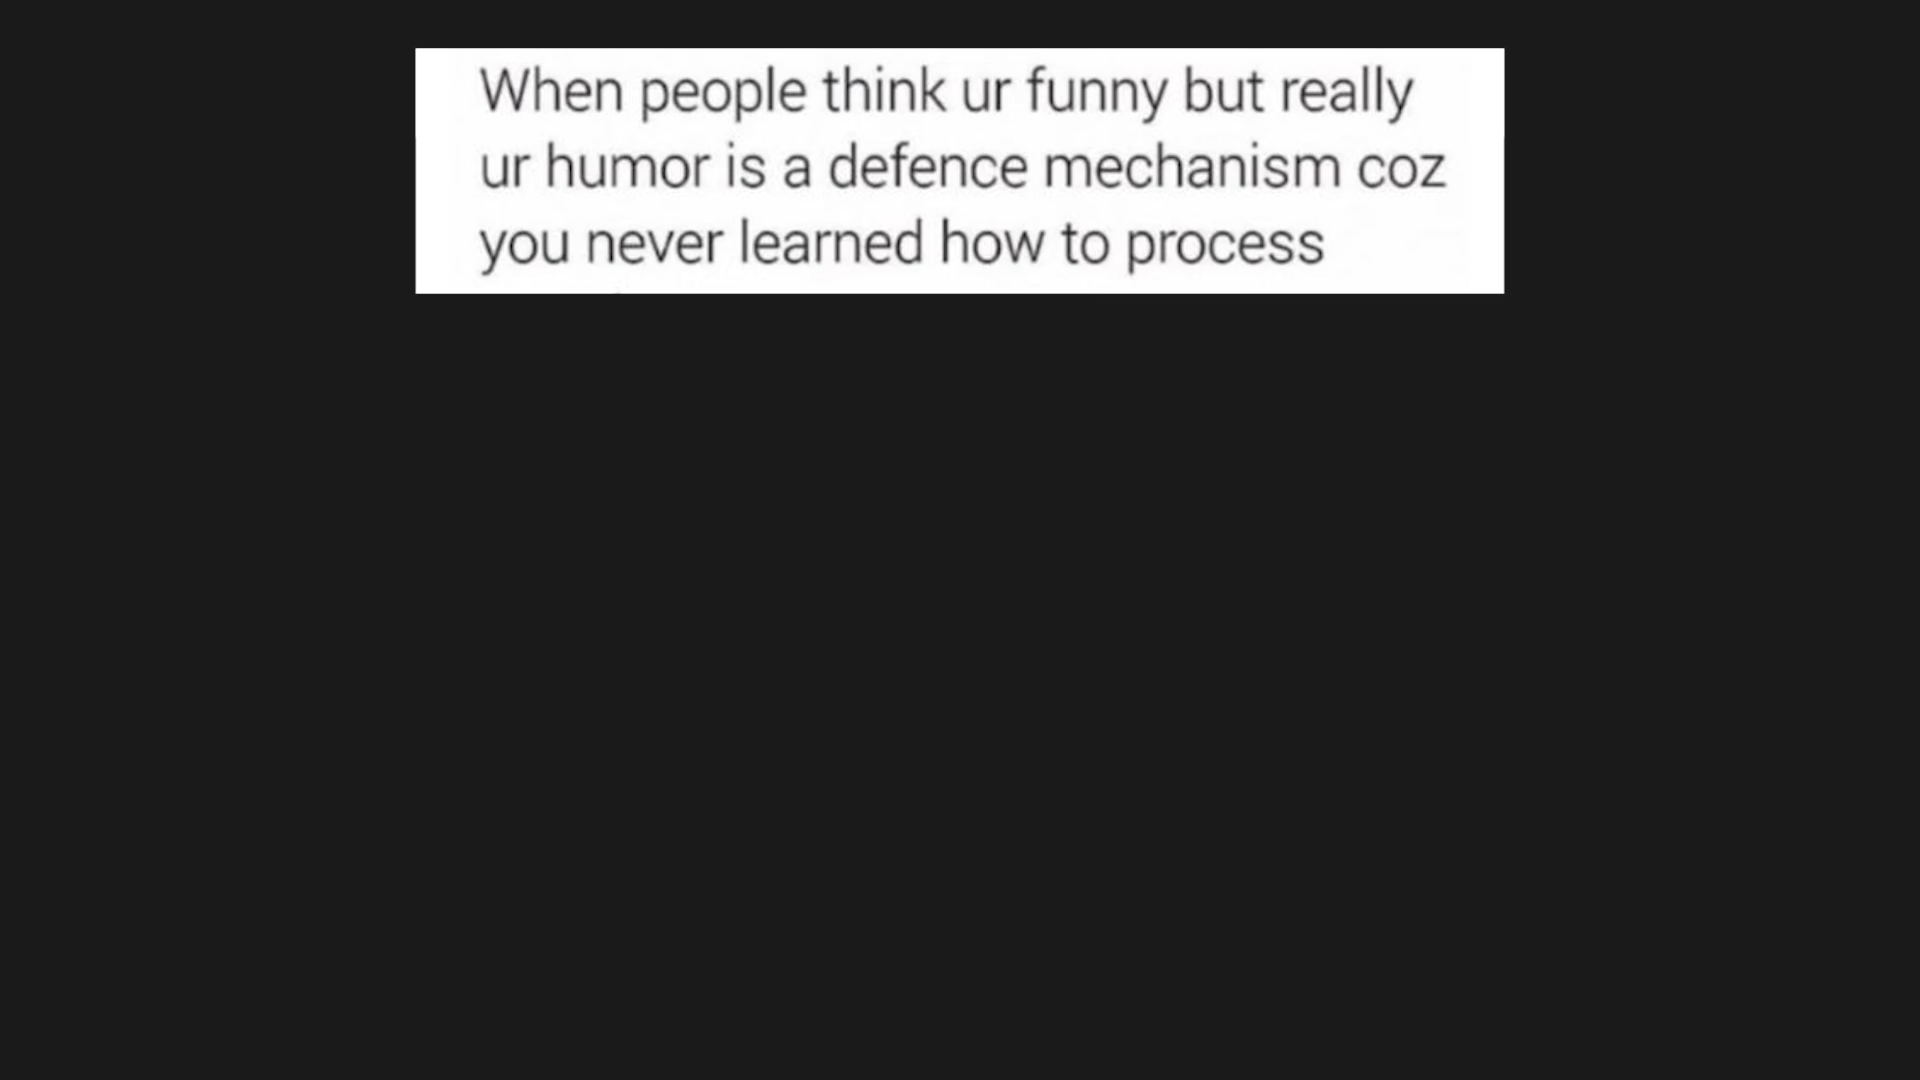 When people think ur funny but really
ur humor is a defence mechanism coz
you never learned how to process